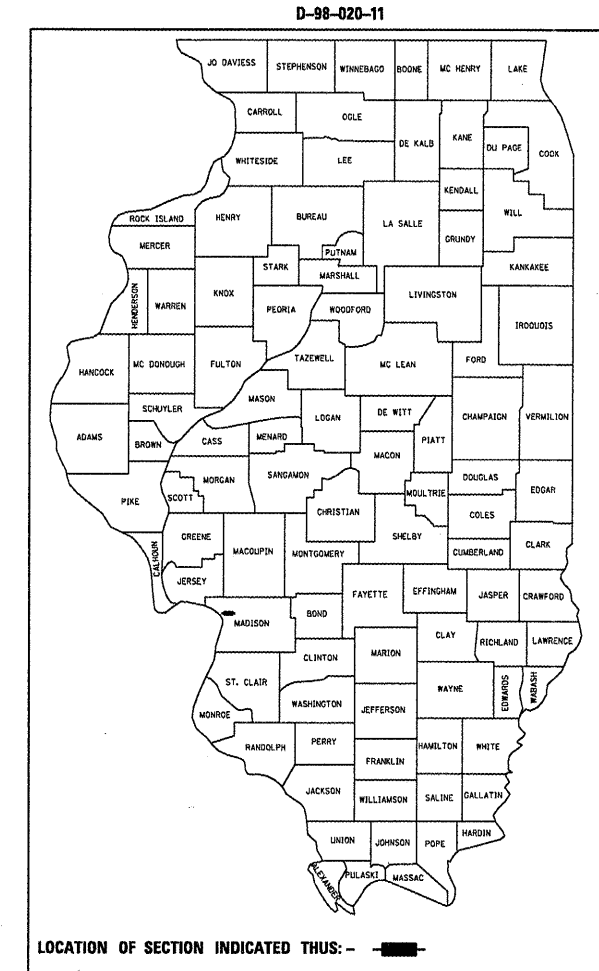 D-98-020-11
JO DAVIESS STEPHENSON WINNEBAGO BOONE MC HENRY LAKE
CARROLL OGLE DE KALB KANE DU PAGE COOK
WHITESIDE LEE
KENDALL WILL
ROCK ISLAND HENRY BUREAU LA SALLE GRUNDY
MERCER PUTNAM
STARK MARSHALL KANKAKEE
HENDERSON WARREN KNOX PEORIA WOODFORD LIVINGSTON IROQUOIS
HANCOCK MC DONOUGH FULTON TAZEWELL MC LEAN FORD
MASON
SCHUYLER LOGAN DE WITT CHAMPAIGN VERMILION
ADAMS BROWN CASS MENARD MACON PIATT
PIKE SCOTT MORGAN SANGAMON DOUGLAS EDGAR
CHRISTIAN MOULTRIE COLES
GREENE MACOUPIN MONTGOMERY SHELBY CUMBERLAND CLARK
CALHOUN JERSEY FAYETTE EFFINGHAM JASPER CRAWFORD
MADISON BOND
CLAY RICHLAND LAWRENCE
CLINTON MARION
ST. CLAIR WAYNE EDWARDS WABASH
MONROE WASHINGTON JEFFERSON
RANDOLPH PERRY HAMILTON WHITE
FRANKLIN
JACKSON WILLIAMSON SALINE GALLATIN
UNION JOHNSON POPE HARDIN
ALEXANDER PULASKI MASSAC
LOCATION OF SECTION INDICATED THUS: -